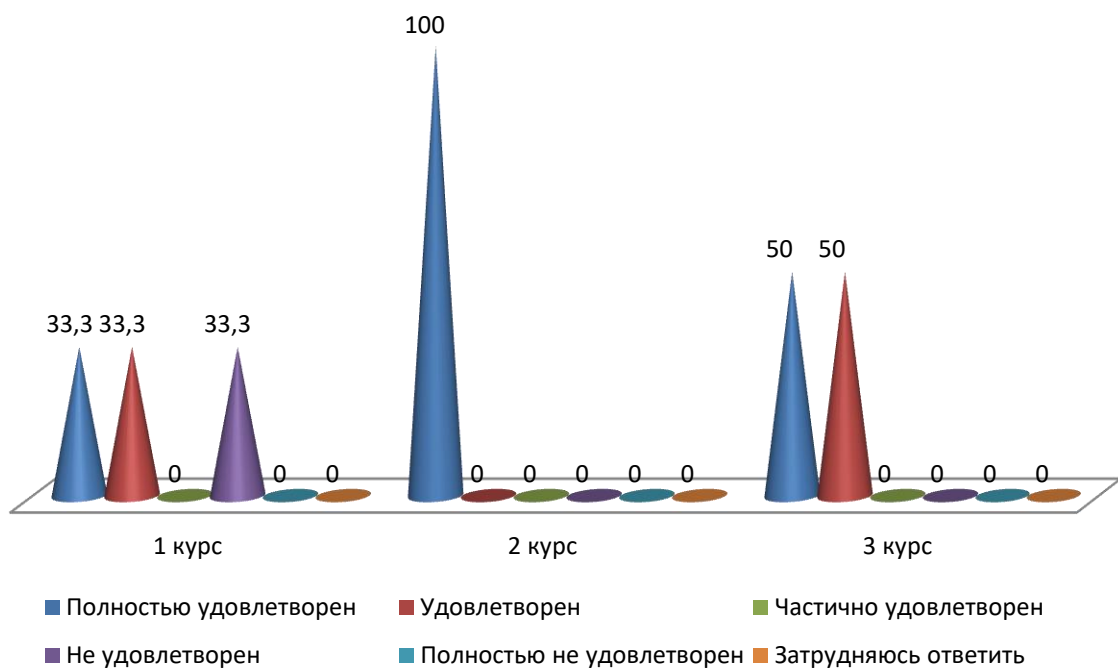 100
50 50
33,3 33,3 33,3
0 0 0 0 0 0 0 0 0 0 0 0
1 курс 2 курс 3 курс
Полностью удовлетворен Удовлетворен Частично удовлетворен
Не удовлетворен Полностью не удовлетворен Затрудняюсь ответить